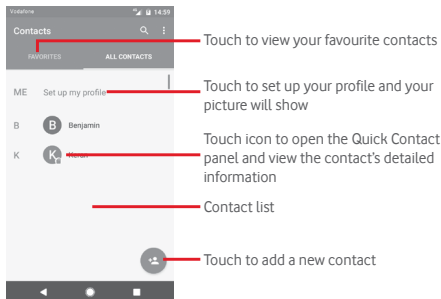 Vodafone 14:59
Contacts
FAVORITES ALL CONTACTS
Touch to view your favourite contacts
ME Set up my profile
Touch to set up your profile and your
picture will show
B B Benjamin
K K
Touch icon to open the Quick Contact
panel and view the contact's detailed
information
Contact list
Touch to add a new contact